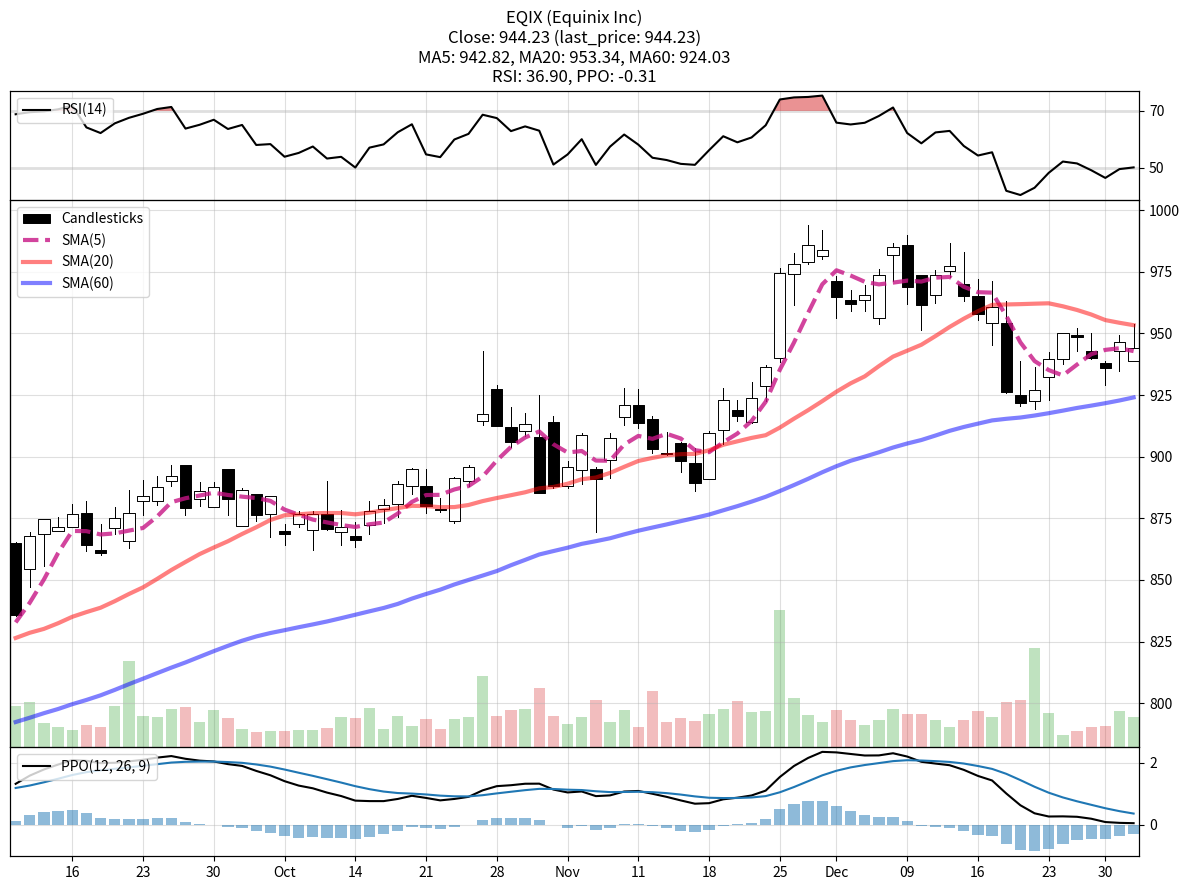 EQIX (Equinix Inc)
Close: 944.23 (last_price: 944.23)
MA5: 942.82, MA20: 953.34, MA60: 924.03
RSI: 36.90, PPO: -0.31
RSI(14)
70
50
Candlesticks
SMA(5)
SMA(20)
SMA(60)
1000
975
950
925
900
875
850
825
800
PPO(12, 26, 9)
2
0
16 23 30 Oct 14 21 28 Nov 11 18 25 Dec 09 16 23 30